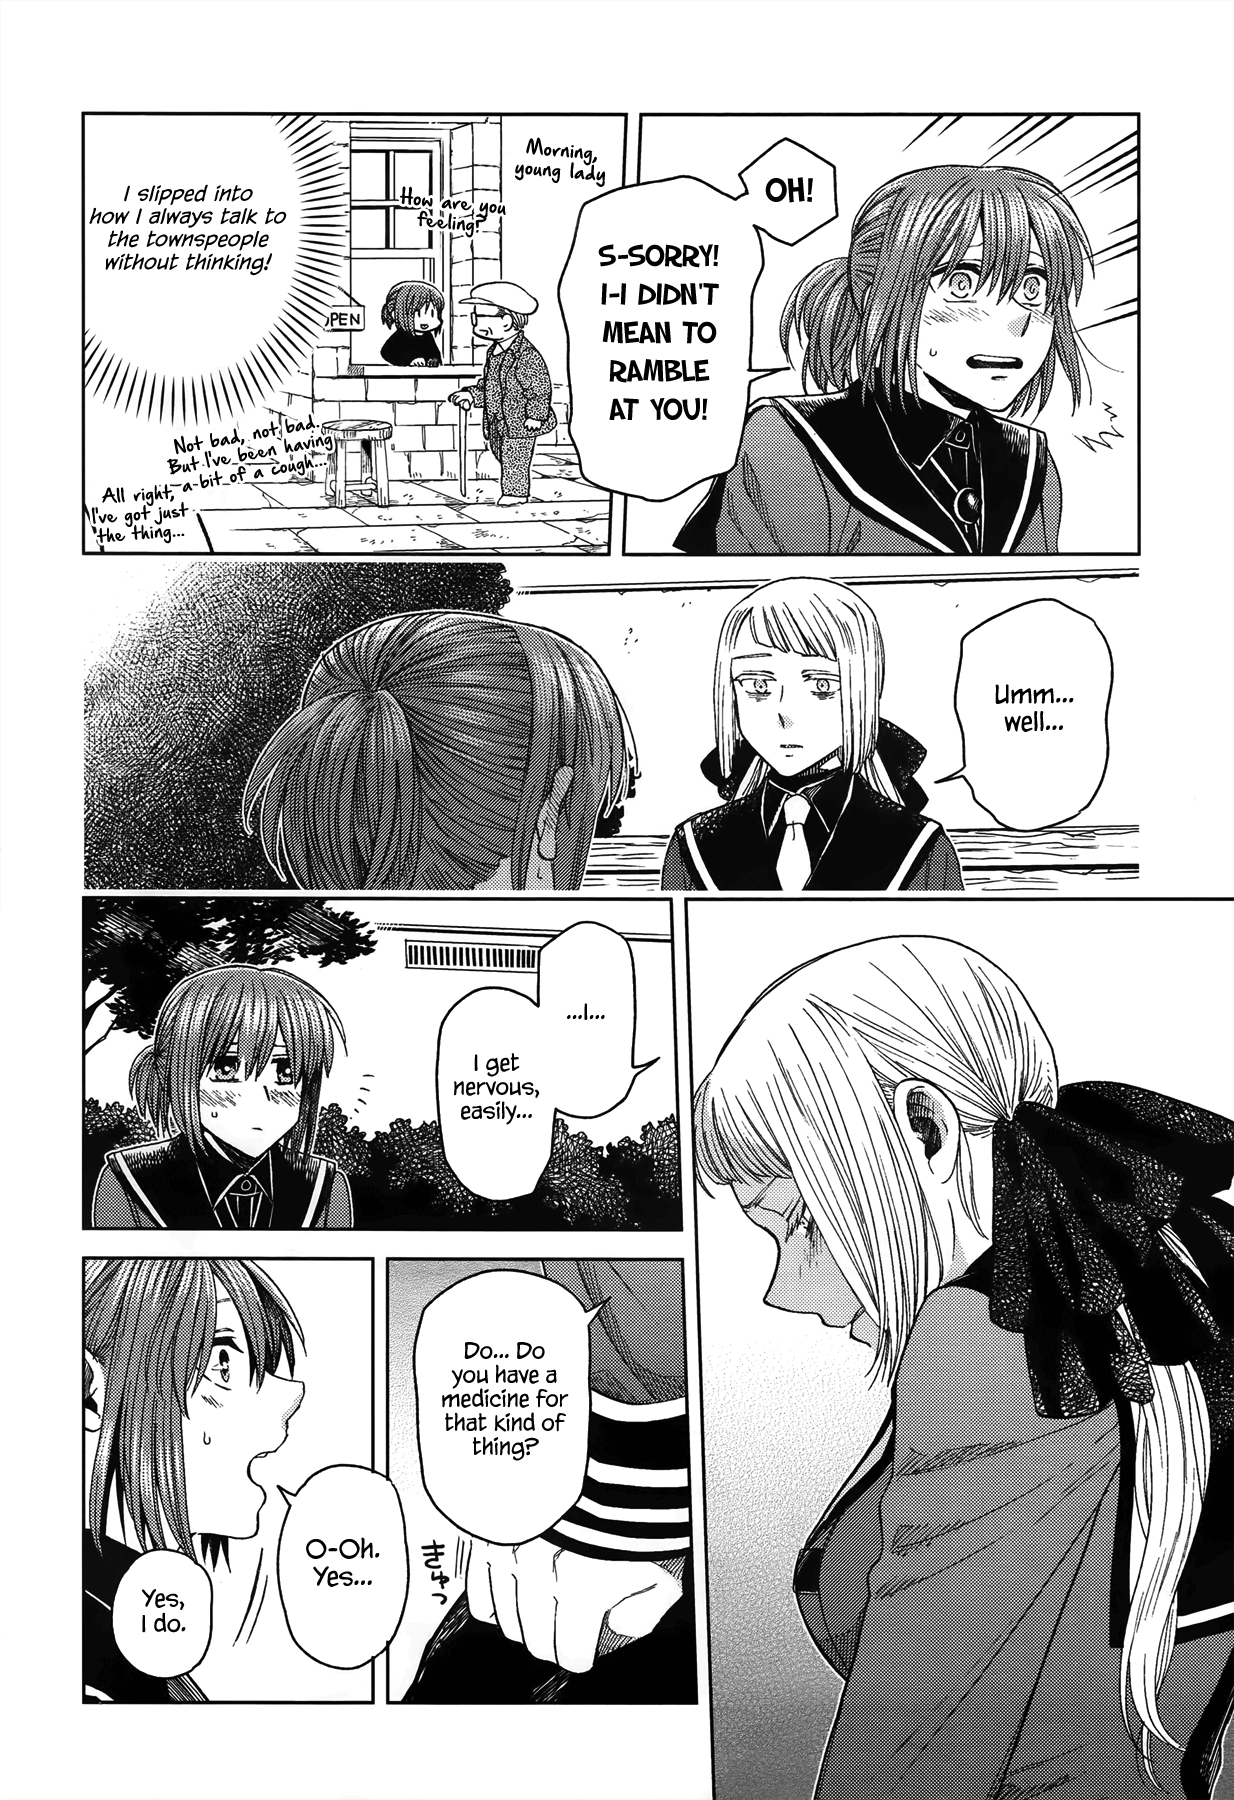 OH!
S-SORRY!
I-I DIDN'T
MEAN TO
RAMBLE
AT YOU!
I slipped into
how I always talk to
the townspeople
without thinking!
Morning,
young lady
How are you
feeling?
OPEN
Not bad, not bad.
But I've been having
a bit of a cough...
All right,
I've got just
the thing...
Umm...
well...
...I...
I get
nervous,
easily...
Do... Do
you have a
medicine for
that kind of
thing?
きゅっ
O-Oh.
Yes...
Yes,
I do.